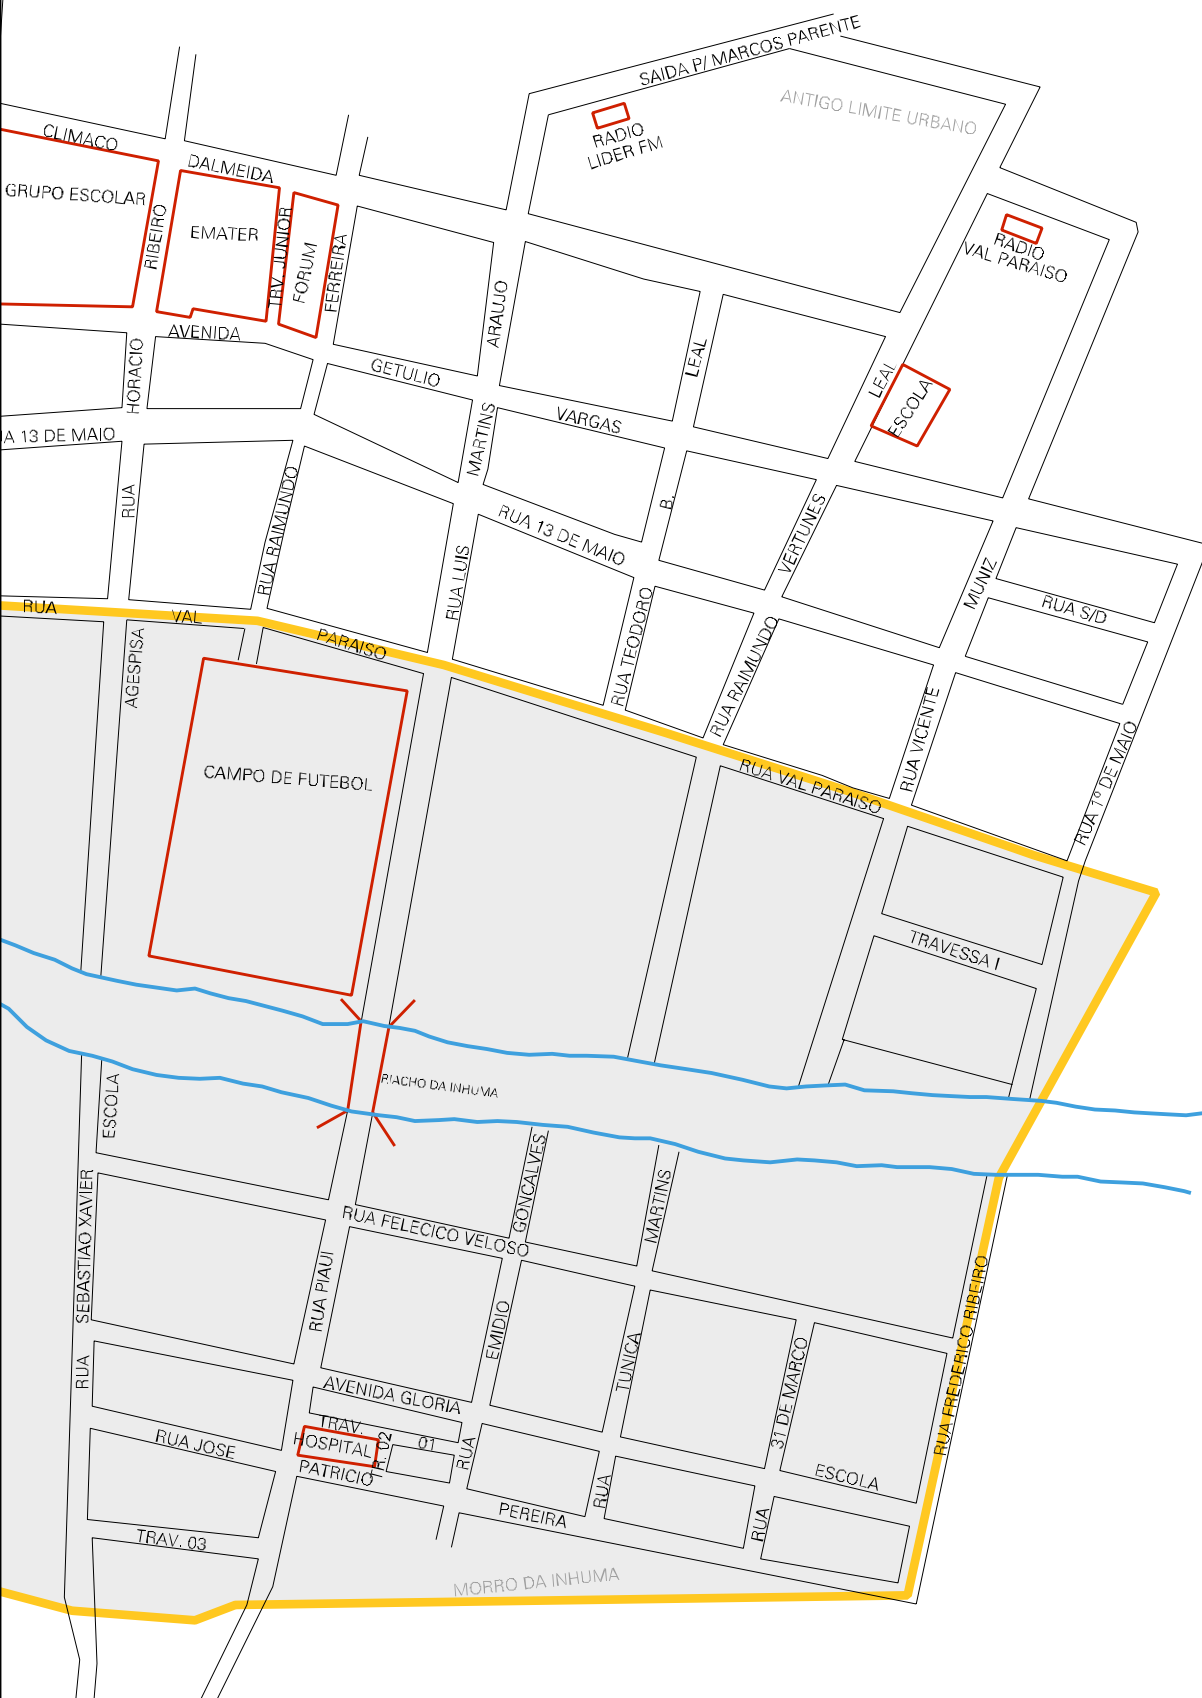 SAIDA P/ MARCOS PARENTE
ANTIGO LIMITE URBANO
RADIO
LIDER FM
CLIMACO
DALMEIDA
GRUPO ESCOLAR
RIBEIRO
EMATER
TRV. JUNIOR
FORUM
FERREIRA
RADIO
VAL PARAISO
ARAUJO
AVENIDA
HORACIO
GETULIO
LEAL
LEAL
ESCOLA
VARGAS
MARTINS
IA 13 DE MAIO
RUA
RUA RAIMUNDO
RUA 13 DE MAIO
B.
VERTUNES
RUA LUIS
MUNIZ
RUA S/D
RUA
VAL
PARAISO
AGESPISA
RUA TEODORO
RUA RAIMUNDO
RUA VICENTE
RUA 1º DE MAIO
CAMPO DE FUTEBOL
RUA VAL PARAISO
TRAVESSA I
RIACHO DA INHUMA
ESCOLA
SEBASTIAO XAVIER
GONCALVES
MARTINS
RUA FELECICO VELOSO
RUA PIAUI
EMIDIO
TUNICA
31 DE MARCO
RUA FREDERICO RIBEIRO
RUA
AVENIDA GLORIA
TRAV.
01
HOSPITAL
R. 02
RUA
RUA JOSE
PATRICIO
PEREIRA
RUA
RUA
ESCOLA
TRAV. 03
MORRO DA INHUMA